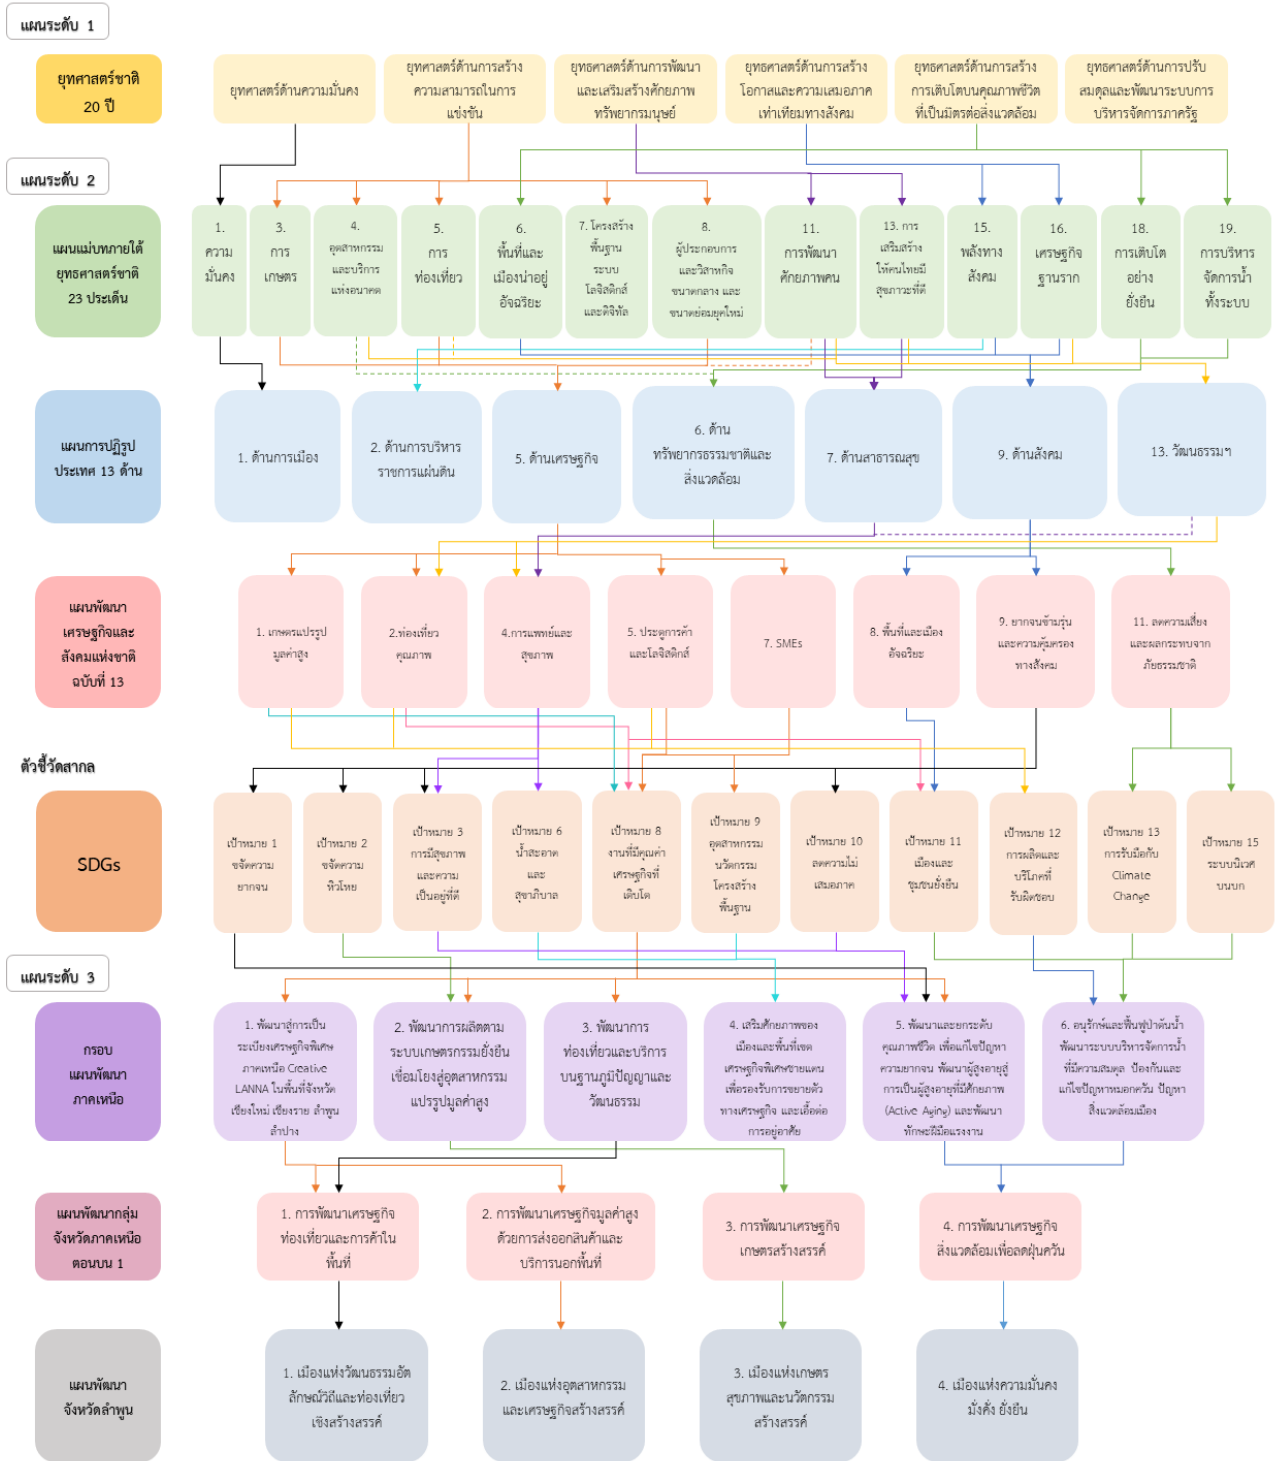 แผนระดับ 1
ยุทศาสตร์ชาติ
20 ปี
ยุทศาสตร์ด้านความมั่นคง
ยุทศาสตร์ด้านการสร้าง
ความสามารถในการ
แข่งขัน
ยุทธศาสตร์ด้านการพัฒนา
และเสริมสร้างศักยภาพ
ทรัพยากรมนุษย์
ยุทธศาสตร์ด้านการสร้าง
โอกาสและความเสมอภาค
เท่าเทียมทางสังคม
ยุทธศาสตร์ด้านการสร้าง
การเติบโตบนคุณภาพชีวิต
ที่เป็นมิตรต่อสิ่งแวดล้อม
ยุทธศาสตร์ด้านการปรับ
สมดุลและพัฒนาระบบการ
บริหารจัดการภาครัฐ
แผนระดับ 2
แผนแม่บทภายใต้
ยุทธศาสตร์ชาติ
23 ประเด็น
1.
ความ
มั่นคง
3.
การ
เกษตร
4.
อุตสาหกรรม
และบริการ
แห่งอนาคต
5.
การ
ท่องเที่ยว
6.
พื้นที่และ
เมืองน่าอยู่
อัจฉริยะ
7. โครงสร้าง
พื้นฐาน
ระบบ
โลจิสติกส์
และดิจิทัล
8.
ผู้ประกอบการ
และวิสาหกิจ
ขนาดกลาง และ
ขนาดย่อมยุคใหม่
11.
การพัฒนา
ศักยภาพคน
13. การ
เสริมสร้าง
ให้คนไทยมี
สุขภาวะที่ดี
15.
พลังทาง
สังคม
16.
เศรษฐกิจ
ฐานราก
18.
การเติบโต
อย่าง
ยั่งยืน
19.
การบริหาร
จัดการน้ำ
ทั้งระบบ
แผนการปฏิรูป
ประเทศ 13 ด้าน
1. ด้านการเมือง
2. ด้านการบริหาร
ราชการแผ่นดิน
5. ด้านเศรษฐกิจ
6. ด้าน
ทรัพยากรธรรมชาติและ
สิ่งแวดล้อม
7. ด้านสาธารณสุข
9. ด้านสังคม
13. วัฒนธรรมฯ
แผนพัฒนา
เศรษฐกิจและ
สังคมแห่งชาติ
ฉบับที่ 13
1. เกษตรแปรรูป
มูลค่าสูง
2.ท่องเที่ยว
คุณภาพ
4.การแพทย์และ
สุขภาพ
5. ประตูการค้า
และโลจิสติกส์
7. SMEs
8. พื้นที่และเมือง
อัจฉริยะ
9. ยากจนข้ามรุ่น
และความคุ้มครอง
ทางสังคม
11. ลดความเสี่ยง
และผลกระทบจาก
ภัยธรรมชาติ
ตัวชี้วัดสากล
SDGs
เป้าหมาย 1
ขจัดความ
ยากจน
เป้าหมาย 2
ขจัดความ
หิวโหย
เป้าหมาย 3
การมีสุขภาพ
และความ
เป็นอยู่ที่ดี
เป้าหมาย 6
น้ำสะอาด
และ
สุขาภิบาล
เป้าหมาย 8
งานที่มีคุณค่า
เศรษฐกิจที่
เติบโต
เป้าหมาย 9
อุตสาหกรรม
นวัตกรรม
โครงสร้าง
พื้นฐาน
เป้าหมาย 10
ลดความไม่
เสมอภาค
เป้าหมาย 11
เมืองและ
ชุมชนยั่งยืน
เป้าหมาย 12
การผลิตและ
บริโภคที่
รับผิดชอบ
เป้าหมาย 13
การรับมือกับ
Climate
Change
เป้าหมาย 15
ระบบนิเวศ
บนบก
แผนระดับ 3
กรอบ
แผนพัฒนา
ภาคเหนือ
1. พัฒนาสู่การเป็น
ระเบียงเศรษฐกิจพิเศษ
ภาคเหนือ Creative
LANNA ในพื้นที่จังหวัด
เชียงใหม่ เชียงราย ลำพูน
ลำปาง
2. พัฒนาการผลิตตาม
ระบบเกษตรกรรมยั่งยืน
เชื่อมโยงสู่อุตสาหกรรม
แปรรูปมูลค่าสูง
3. พัฒนาการ
ท่องเที่ยวและบริการ
บนฐานภูมิปัญญาและ
วัฒนธรรม
4. เสริมศักยภาพของ
เมืองและพื้นที่เขต
เศรษฐกิจพิเศษชายแดน
เพื่อรองรับการขยายตัว
ทางเศรษฐกิจ และเอื้อต่อ
การอยู่อาศัย
5. พัฒนาและยกระดับ
คุณภาพชีวิต เพื่อแก้ไขปัญหา
ความยากจน พัฒนาผู้สูงอายุสู่
การเป็นผู้สูงอายุที่มีศักยภาพ
(Active Aging) และพัฒนา
ทักษะฝีมือแรงงาน
6. อนุรักษ์และฟื้นฟูป่าต้นน้ำ
พัฒนาระบบบริหารจัดการน้ำ
ที่มีความสมดุล ป้องกันและ
แก้ไขปัญหาหมอกควัน ปัญหา
สิ่งแวดล้อมเมือง
แผนพัฒนากลุ่ม
จังหวัดภาคเหนือ
ตอนบน 1
1. การพัฒนาเศรษฐกิจ
ท่องเที่ยวและการค้าใน
พื้นที่
2. การพัฒนาเศรษฐกิจมูลค่าสูง
ด้วยการส่งออกสินค้าและ
บริการนอกพื้นที่
3. การพัฒนาเศรษฐกิจ
เกษตรสร้างสรรค์
4. การพัฒนาเศรษฐกิจ
สิ่งแวดล้อมเพื่อลดฝุ่นควัน
แผนพัฒนา
จังหวัดลำพูน
1. เมืองแห่งวัฒนธรรมอัต
ลักษณ์วิถีและท่องเที่ยว
เชิงสร้างสรรค์
2. เมืองแห่งอุตสาหกรรม
และเศรษฐกิจสร้างสรรค์
3. เมืองแห่งเกษตร
สุขภาพและนวัตกรรม
สร้างสรรค์
4. เมืองแห่งความมั่นคง
มั่งคั่ง ยั่งยืน